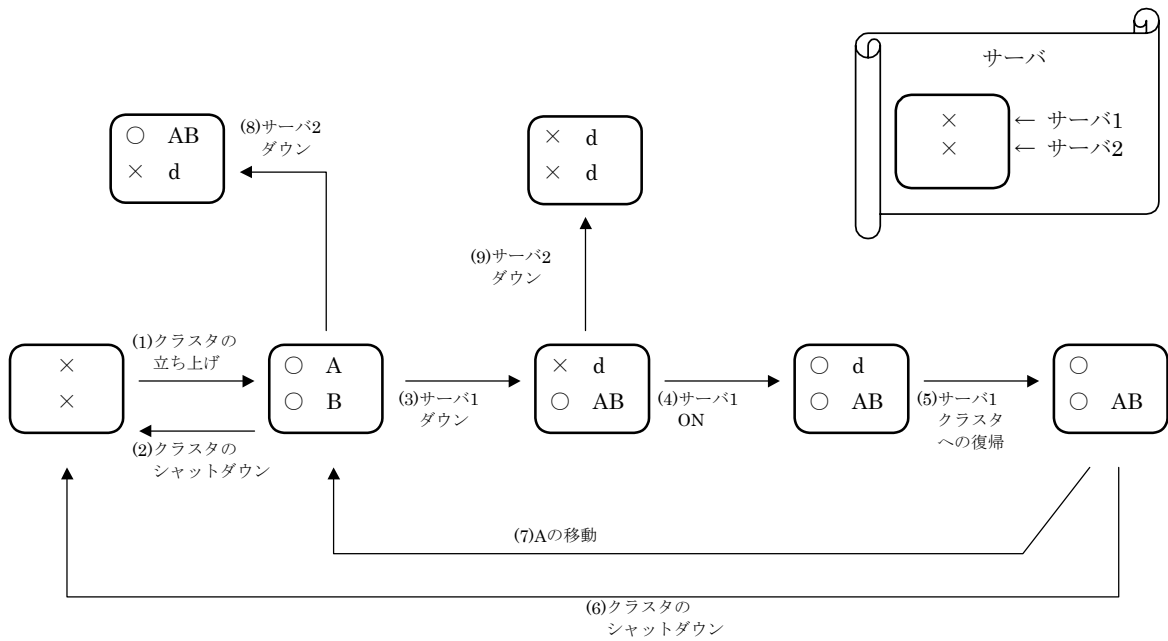 サーバ
×
← サーバ1
×
← サーバ2
○ AB
× d
(8)サーバ2
ダウン
× d
× d
(9)サーバ2
ダウン
×
×
(1)クラスタの
立ち上げ
(2)クラスタの
シャットダウン
○ A
○ B
(3)サーバ1
ダウン
× d
○ AB
(4)サーバ1
ON
○ d
○ AB
(5)サーバ1
クラスタ
への復帰
○
○ AB
(7)Aの移動
(6)クラスタの
シャットダウン